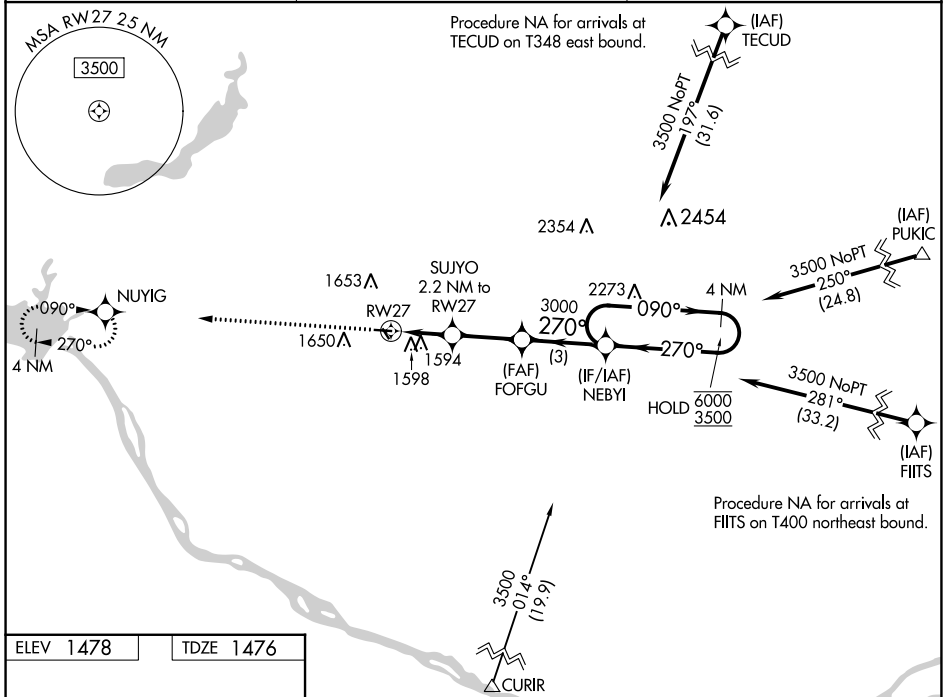 MSA RW27 25 NM
3500
Procedure NA for arrivals at
TECUD on T348 east bound.
(IAF)
TECUD
3500 NoPT
197°
(31.6)
2354
2454
(IAF)
PUKIC
3500 NoPT
250°
(24.8)
1653
SUJYO
2.2 NM to
RW27
3000
270°
(3)
2273
090°
4 NM
NUYIG
090°
270°
4 NM
RW27
1650
1594
1598
(FAF)
FOFGU
(IF/IAF)
NEBYI
270°
HOLD
6000
3500
3500 NoPT
281°
(33.2)
(IAF)
FIITS
Procedure NA for arrivals at
FIITS on T400 northeast bound.
3500
014°
(19.9)
CURIR
ELEV 1478
TDZE 1476